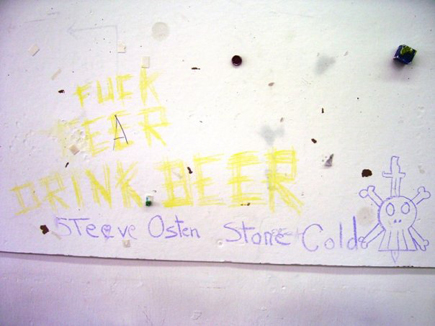 FUCK
FEAR
DRINK BEER
STeeve Osten Stone Cold